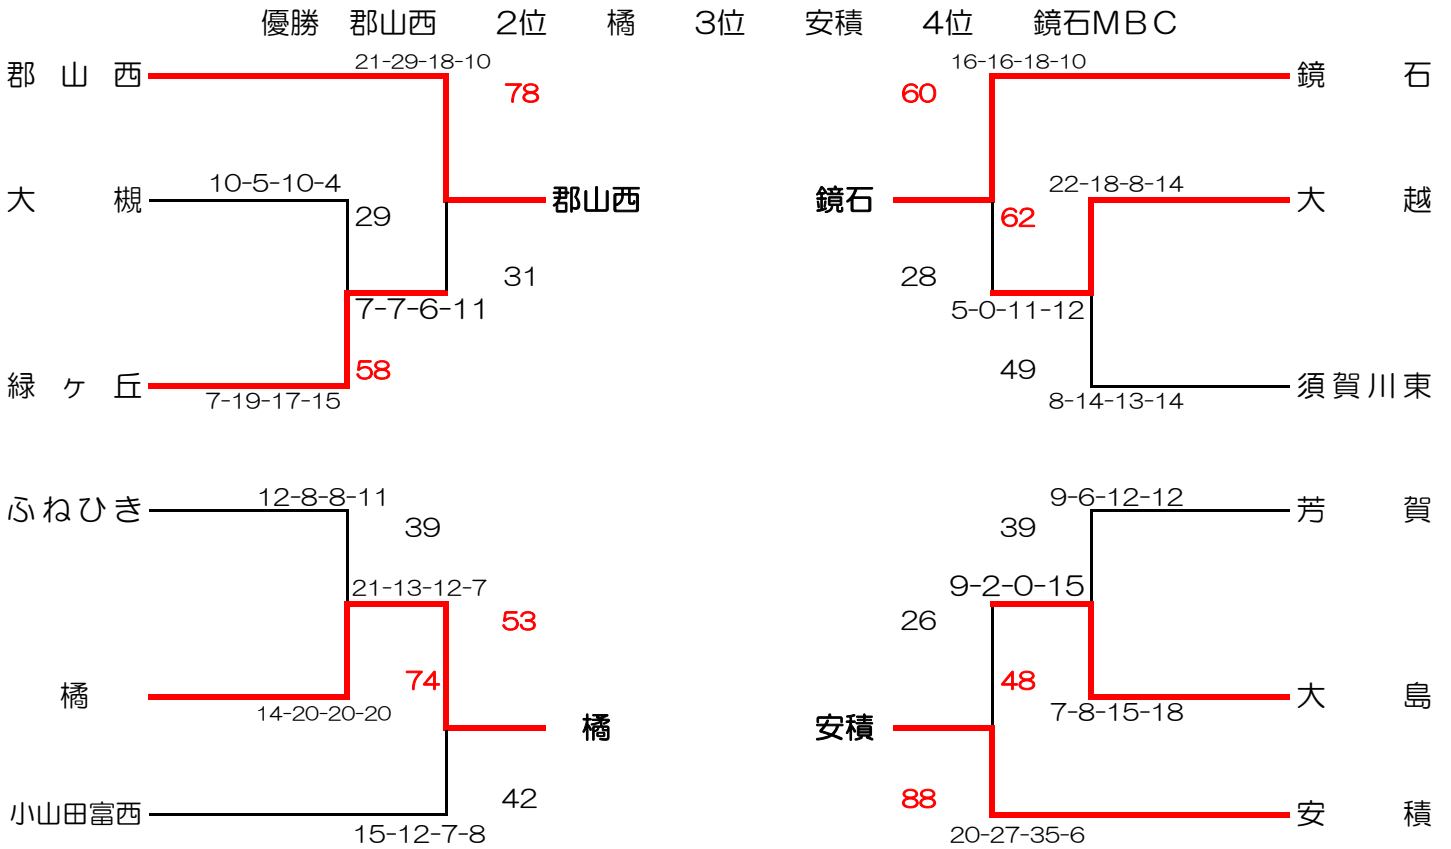 優勝 郡山西 2位 橘 3位 安積 4位 鏡石MBC
21-29-18-10 16-16-18-10
郡山西 78 60 鏡石
10-5-10-4 22-18-8-14
大槻 29 郡山西 鏡石 62 大越
31 28
7-7-6-11 5-0-11-12
58 49
緑ヶ丘 須賀川東
7-19-17-15 8-14-13-14
12-8-8-11 9-6-12-12
ふねひき 39 39 芳賀
21-13-12-7 9-2-0-15
53 26
橘 74 48 大島
14-20-20-20 7-8-15-18
橘 安積
42 88
小山田富西 安積
15-12-7-8 20-27-35-6